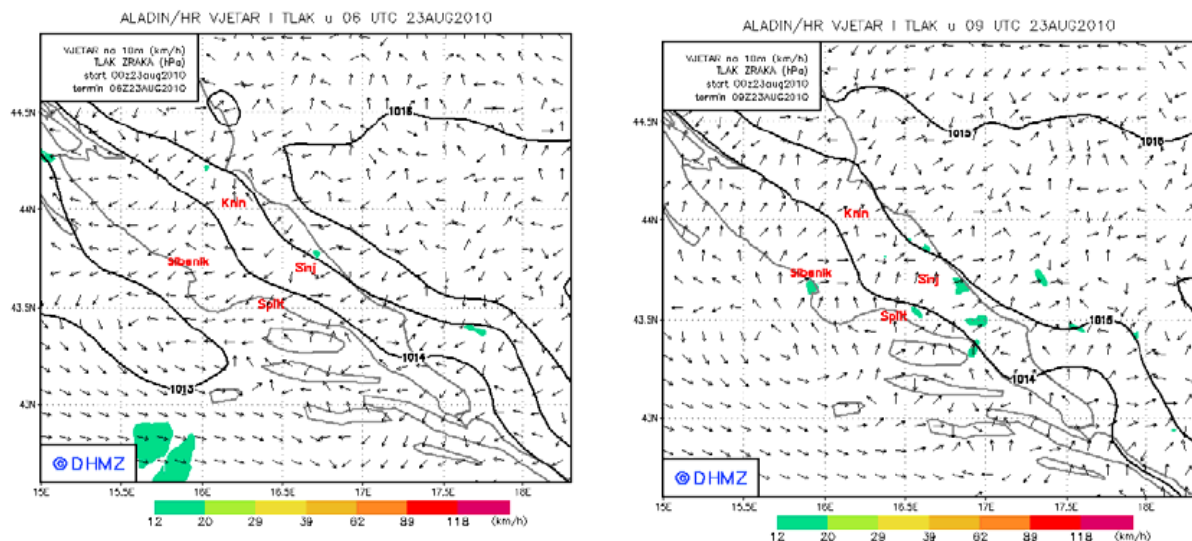 ALADIN/HR VJETAR I TLAK u 06 UTC 23AUG2010
VJETAR na 10m (km/h)
TLAK ZRAKA (hPa)
start 00z23aug2010
termin 06Z23AUG2010
44.5N
1016
44N
Knin
Sibenik
Sinj
43.5N
Split
1014
1013
43N
@DHMZ
15E 15.5E 16E 16.5E 17E 17.5E 18E
12 20 29 39 62 89 118 (km/h)
ALADIN/HR VJETAR I TLAK u 09 UTC 23AUG2010
VJETAR na 10m (km/h)
TLAK ZRAKA (hPa)
start 00z23aug2010
termin 09Z23AUG2010
44.5N
1015
1016
44N
Knin
Sibenik
Sinj
43.5N
Split
1015
1014
43N
@DHMZ
15E 15.5E 16E 16.5E 17E 17.5E 18E
12 20 29 39 62 89 118 (km/h)